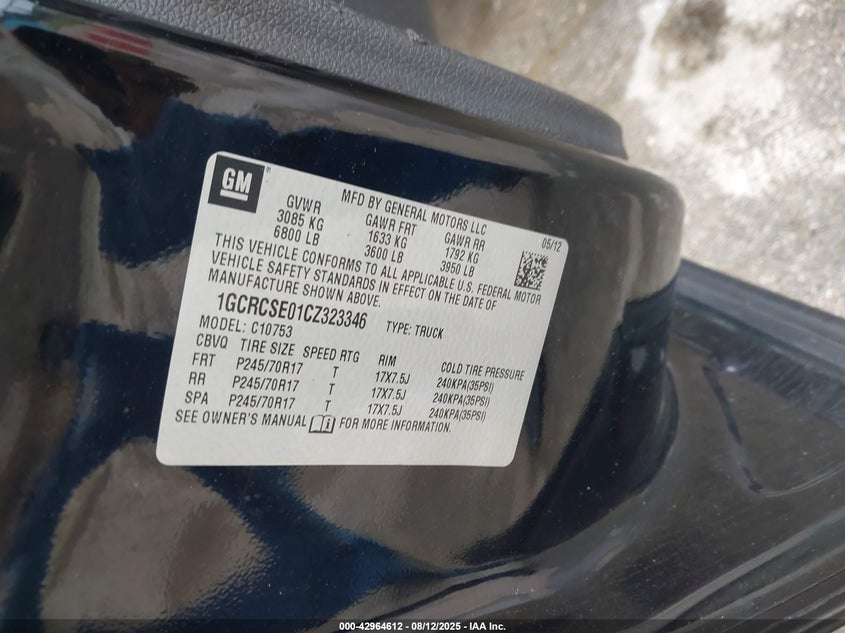 GM
MFD BY GENERAL MOTORS LLC 05/12
GVWR GAWR FRT GAWR RR
3085 KG 1633 KG 1792 KG
6800 LB 3600 LB 3950 LB
THIS VEHICLE CONFORMS TO ALL APPLICABLE U.S. FEDERAL MOTOR
VEHICLE SAFETY STANDARDS IN EFFECT ON THE DATE OF
MANUFACTURE SHOWN ABOVE.
1GCRCSE01CZ323346 TYPE: TRUCK
MODEL: C10753
CBVQ TIRE SIZE SPEED RTG RIM COLD TIRE PRESSURE
FRT P245/70R17 T 17X7.5J 240KPA(35PSI)
RR P245/70R17 T 17X7.5J 240KPA(35PSI)
SPA P245/70R17 T 17X7.5J 240KPA(35PSI)
SEE OWNER'S MANUAL FOR MORE INFORMATION.
000-42964612 - 08/12/2025 - IAA Inc.